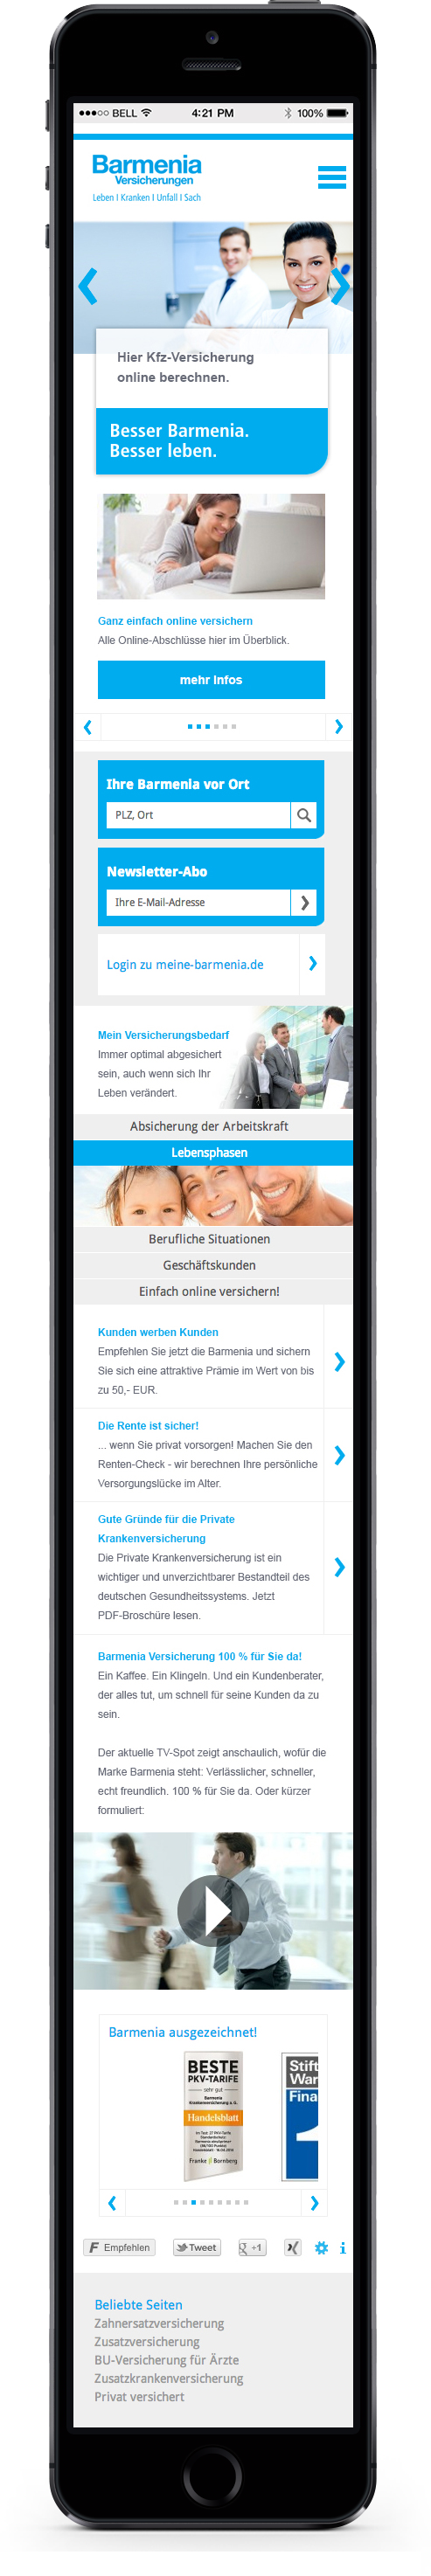 BELL 4:21 PM 100%
Barmenia
Versicherungen
Leben | Kranken | Unfall | Sach
Hier Kfz-Versicherung
online berechnen.
Besser Barmenia.
Besser leben.
Ganz einfach online versichern
Alle Online-Abschlüsse hier im Überblick.
mehr Infos
Ihre Barmenia vor Ort
PLZ, Ort
Newsletter-Abo
Ihre E-Mail-Adresse
Login zu meine-barmenia.de
Mein Versicherungsbedarf
Immer optimal abgesichert
sein, auch wenn sich Ihr
Leben verändert.
Absicherung der Arbeitskraft
Lebensphasen
Berufliche Situationen
Geschäftskunden
Einfach online versichern!
Kunden werben Kunden
Empfehlen Sie jetzt die Barmenia und sichern
Sie sich eine attraktive Prämie im Wert von bis
zu 50,- EUR.
Die Rente ist sicher!
... wenn Sie privat vorsorgen! Machen Sie den
Renten-Check - wir berechnen Ihre persönliche
Versorgungslücke im Alter.
Gute Gründe für die Private
Krankenversicherung
Die Private Krankenversicherung ist ein
wichtiger und unverzichtbarer Bestandteil des
deutschen Gesundheitssystems. Jetzt
PDF-Broschüre lesen.
Barmenia Versicherung 100 % für Sie da!
Ein Kaffee. Ein Klingeln. Und ein Kundenberater,
der alles tut, um schnell für seine Kunden da zu
sein.
Der aktuelle TV-Spot zeigt anschaulich, wofür die
Marke Barmenia steht: Verlässlicher, schneller,
echt freundlich. 100 % für Sie da. Oder kürzer
formuliert:
Barmenia ausgezeichnet!
BESTE
PKV-TARIFE
sehr gut
Barmenia
Krankenversicherung a. G.
Handelsblatt
Franke Bornberg
Stift
War
Fina
1
F Empfehlen Tweet g +1 i
Beliebte Seiten
Zahnersatzversicherung
Zusatzversicherung
BU-Versicherung für Ärzte
Zusatzkrankenversicherung
Privat versichert